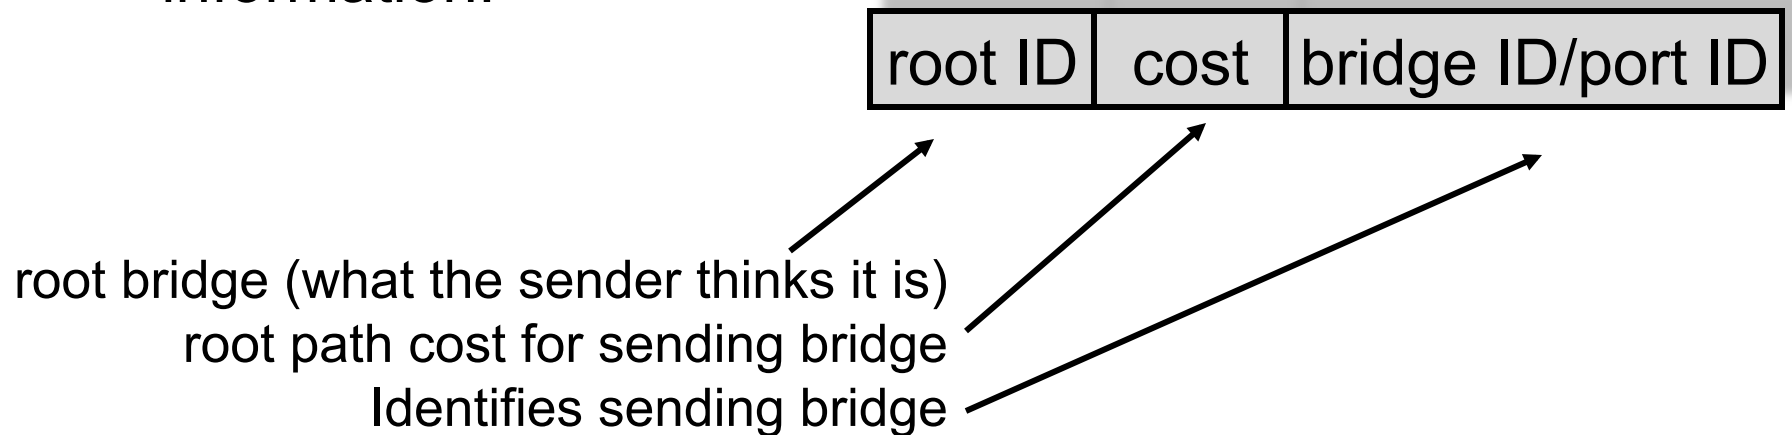 root ID cost bridge ID/port ID
root bridge (what the sender thinks it is)
root path cost for sending bridge
Identifies sending bridge